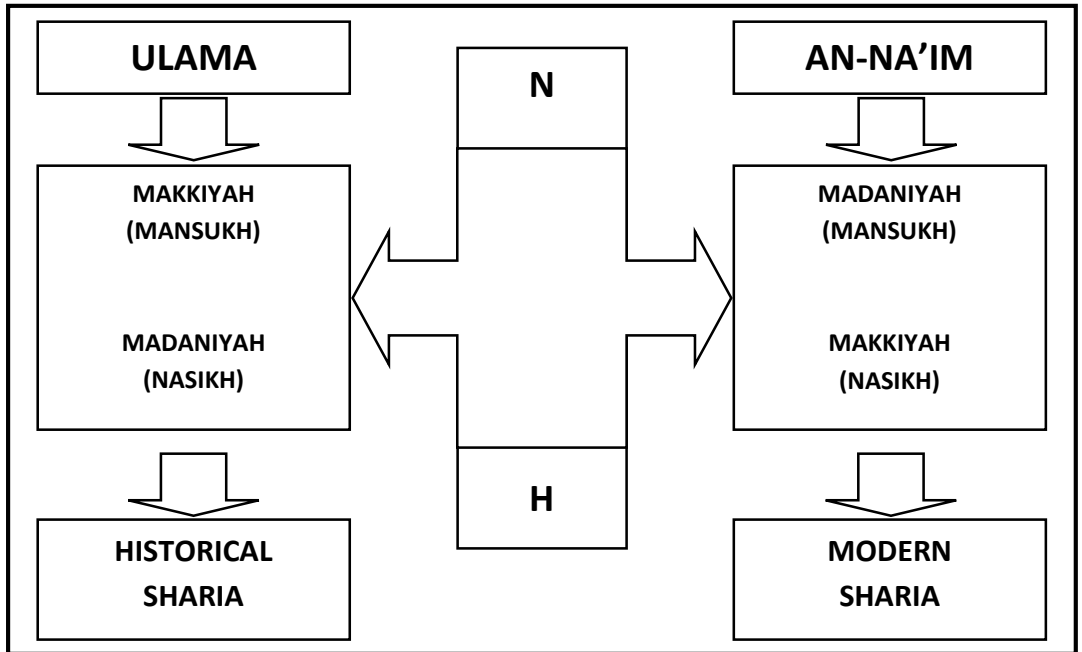 ULAMA
MAKKIYAH
(MANSUKH)
MADANIYAH
(NASIKH)
HISTORICAL
SHARIA
N
H
AN-NA’IM
MADANIYAH
(MANSUKH)
MAKKIYAH
(NASIKH)
MODERN
SHARIA